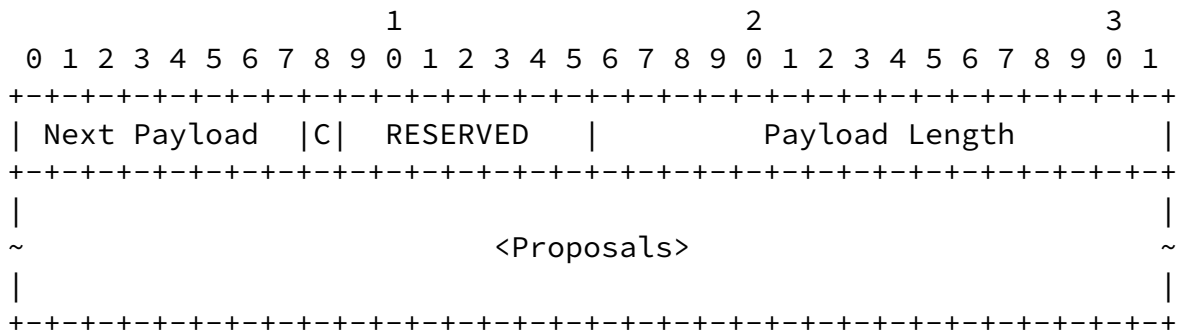 1                   2                   3
 0 1 2 3 4 5 6 7 8 9 0 1 2 3 4 5 6 7 8 9 0 1 2 3 4 5 6 7 8 9 0 1
+-+-+-+-+-+-+-+-+-+-+-+-+-+-+-+-+-+-+-+-+-+-+-+-+-+-+-+-+-+-+-+-+
| Next Payload  |C|  RESERVED   |         Payload Length        |
+-+-+-+-+-+-+-+-+-+-+-+-+-+-+-+-+-+-+-+-+-+-+-+-+-+-+-+-+-+-+-+-+
|                                                               |
~                          <Proposals>                          ~
|                                                               |
+-+-+-+-+-+-+-+-+-+-+-+-+-+-+-+-+-+-+-+-+-+-+-+-+-+-+-+-+-+-+-+-+